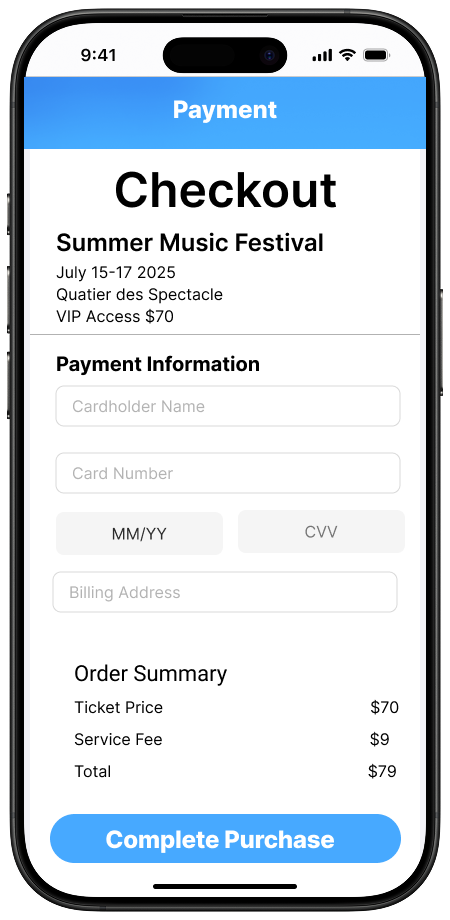 9:41
Payment
Checkout
Summer Music Festival
July 15-17 2025
Quatier des Spectacle
VIP Access $70
Payment Information
Cardholder Name
Card Number
MM/YY CVV
Billing Address
Order Summary
Ticket Price $70
Service Fee $9
Total $79
Complete Purchase